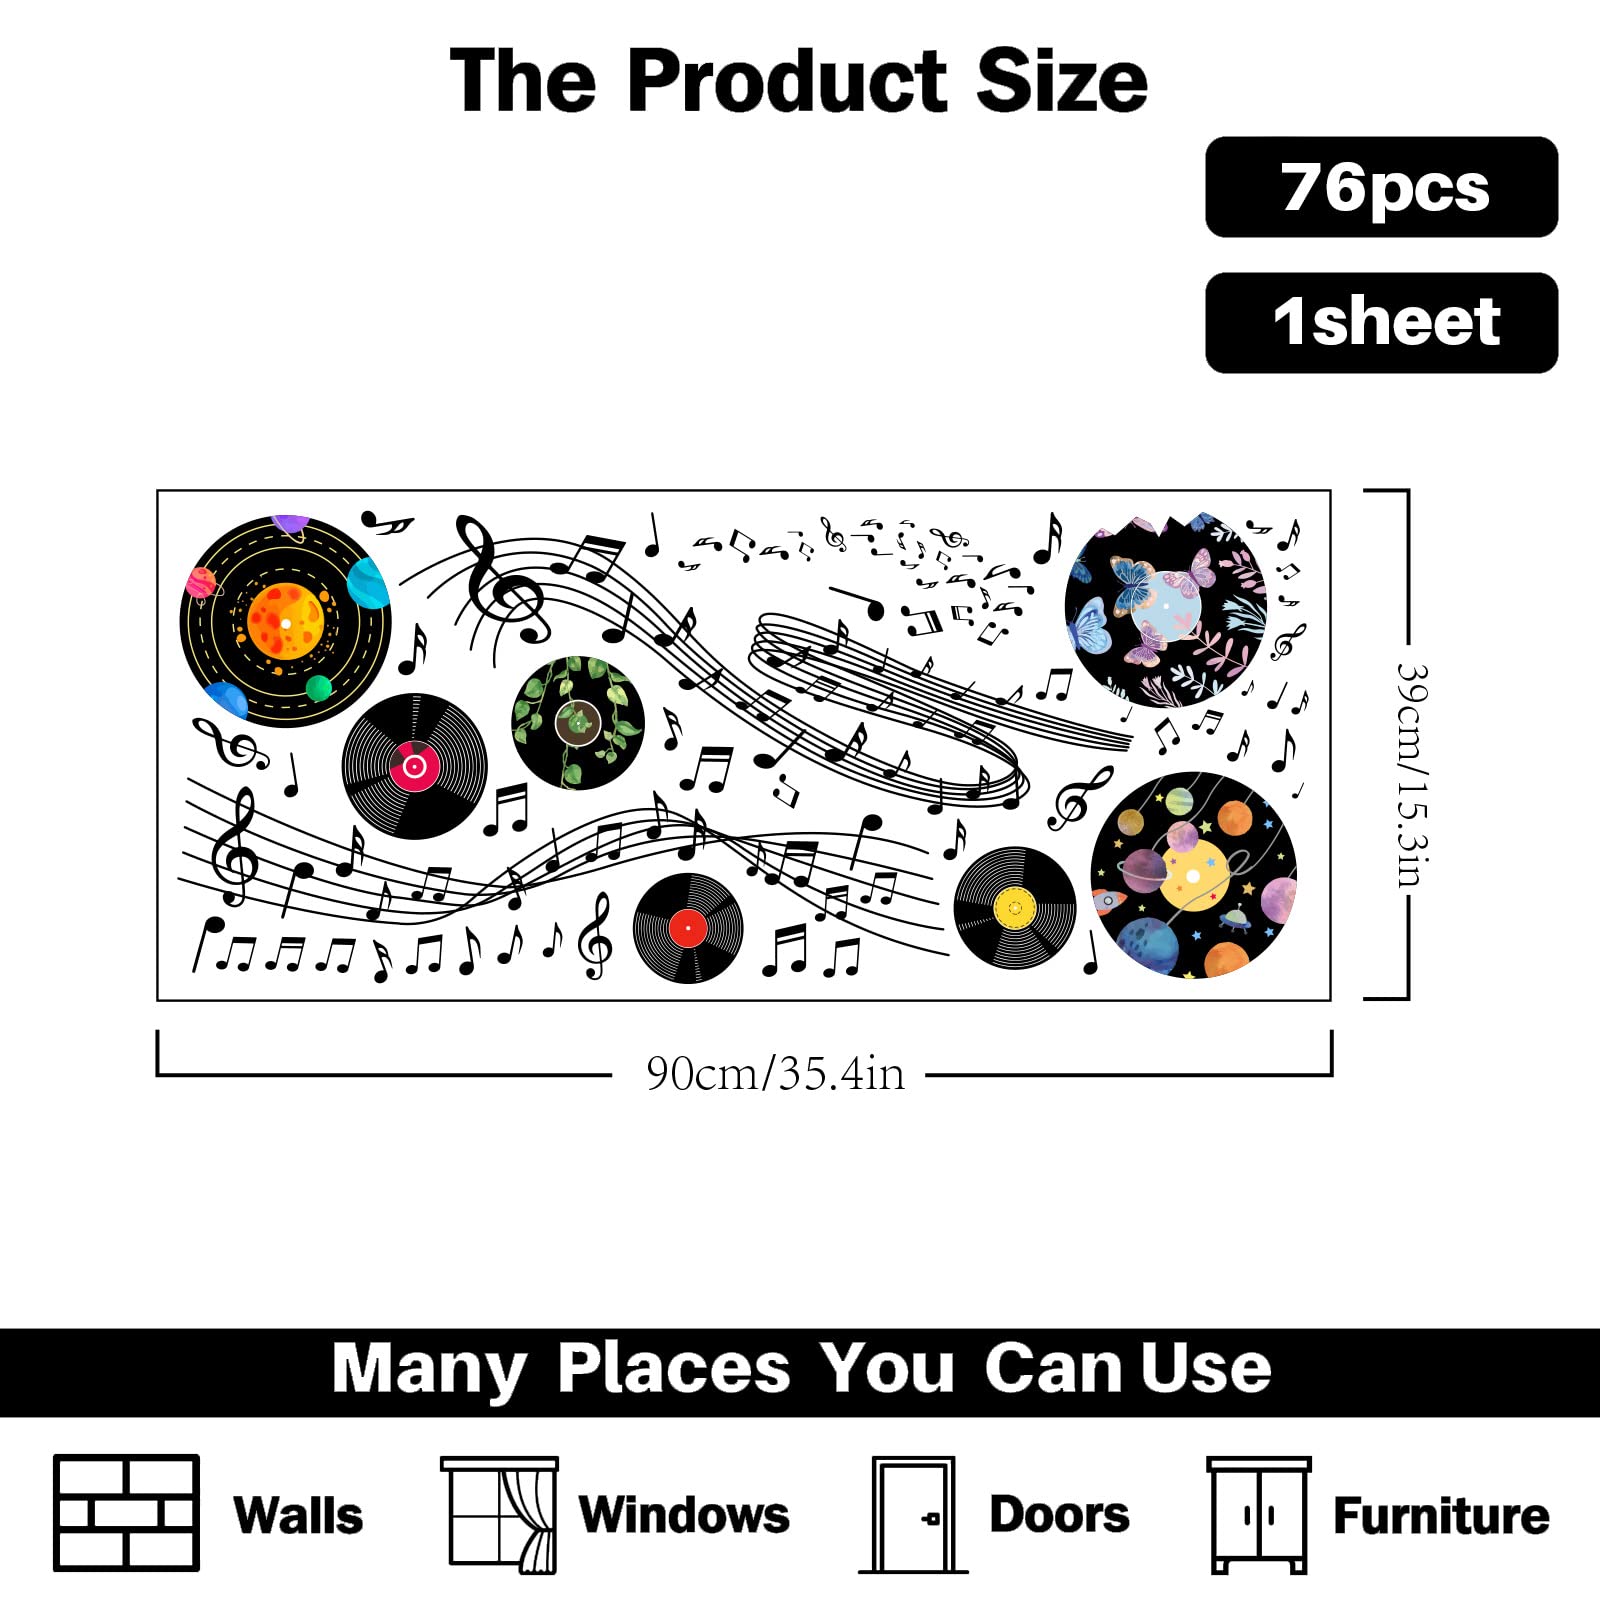 The Product Size
76pcs
1sheet
39cm/15.3in
90cm/35.4in
Many Places You Can Use
Walls
Windows
Doors
Furniture